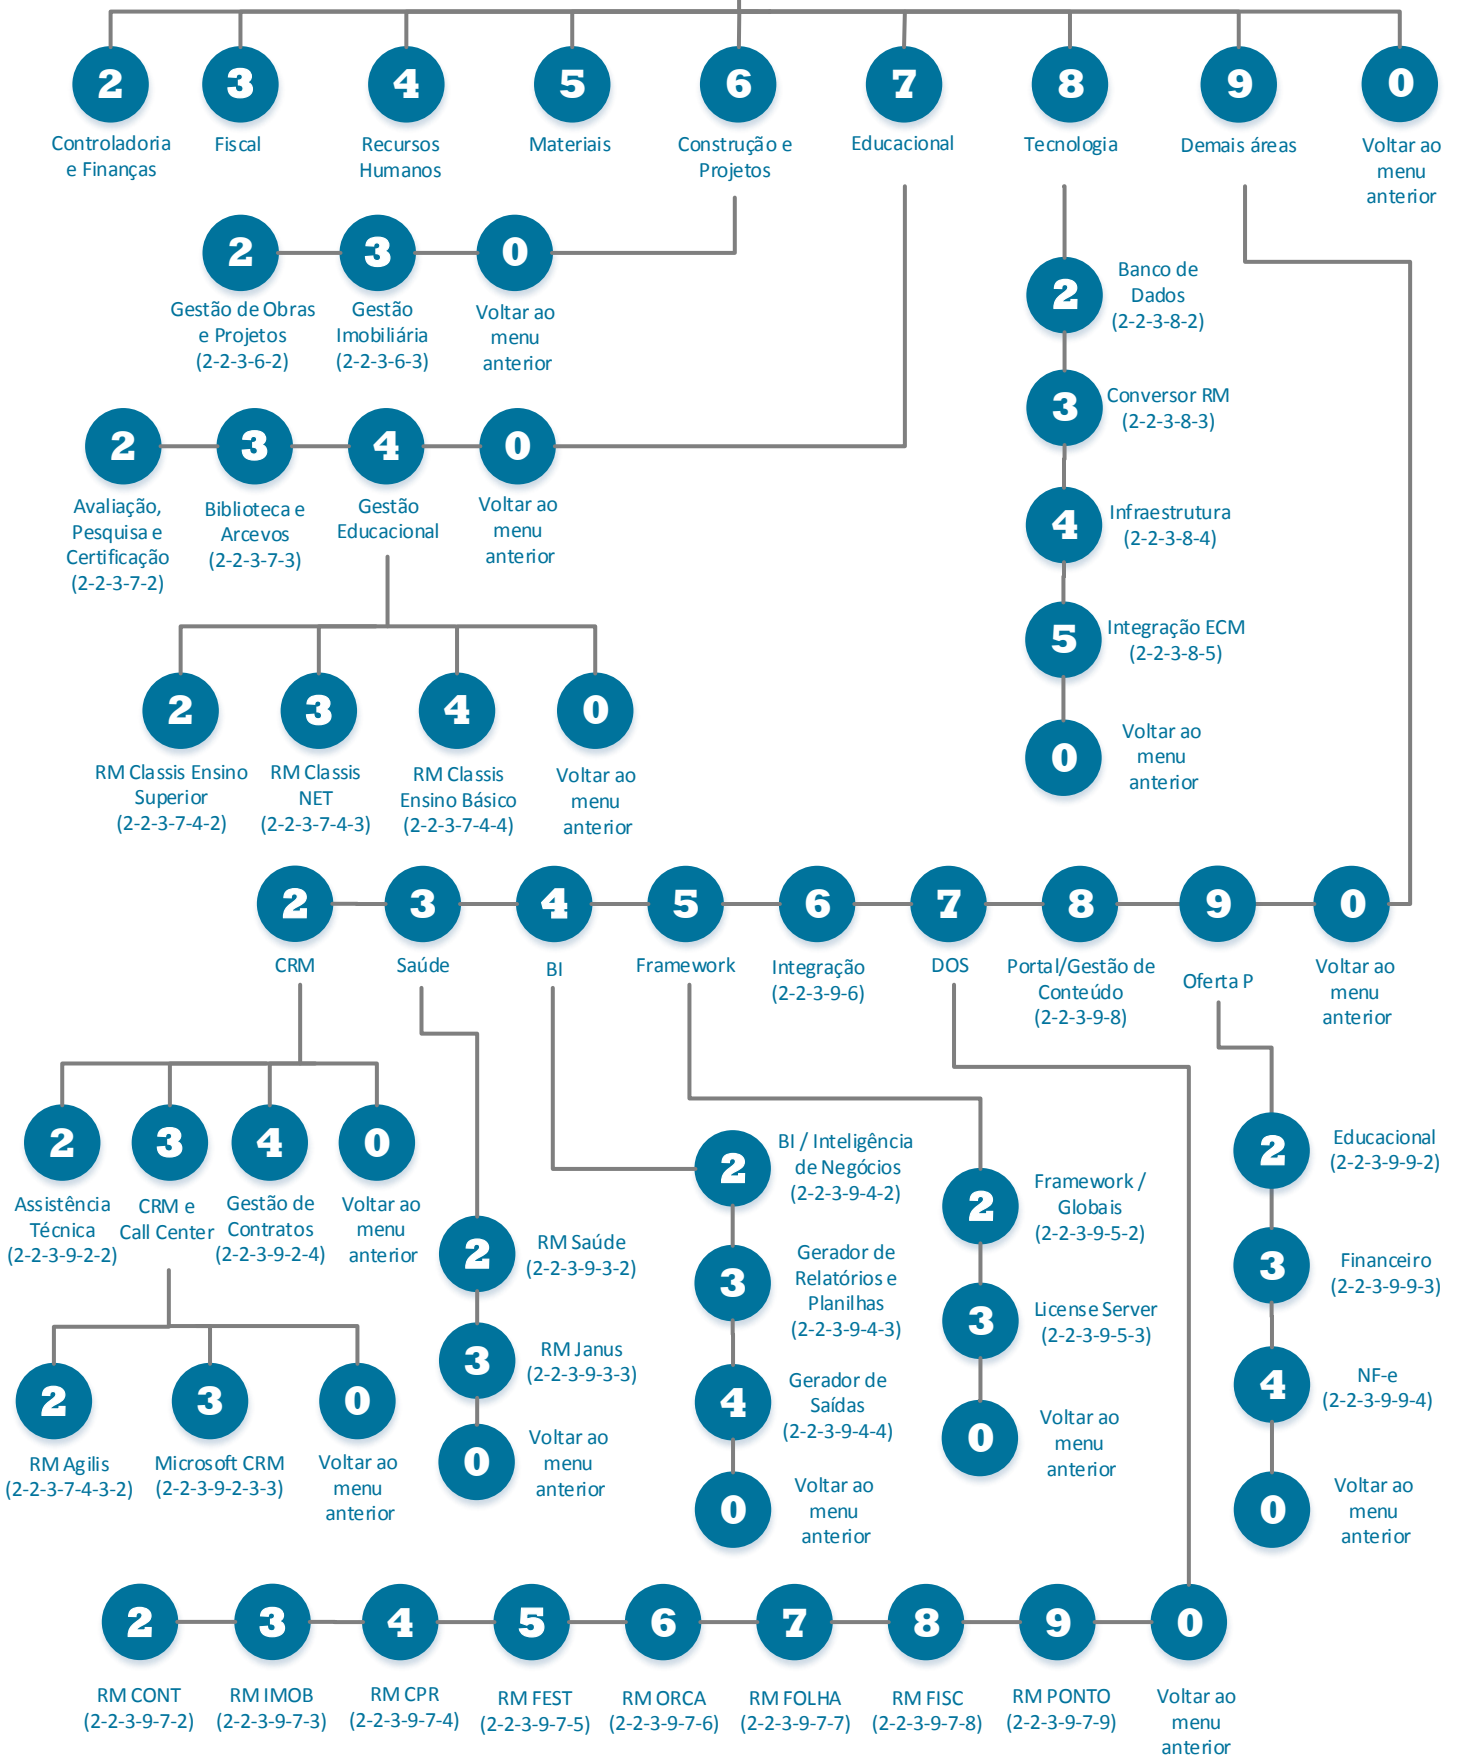 2 3 4 5 6 7 8 9 0
Controladoria
e Finanças
Fiscal
Recursos
Humanos
Materiais
Construção e
Projetos
Educacional
Tecnologia
Demais áreas
Voltar ao
menu
anterior
2 3 0
Gestão de Obras
e Projetos
(2-2-3-6-2)
Gestão
Imobiliária
(2-2-3-6-3)
Voltar ao
menu
anterior
2
Banco de
Dados
(2-2-3-8-2)
3
Conversor RM
(2-2-3-8-3)
4
Infraestrutura
(2-2-3-8-4)
5
Integração ECM
(2-2-3-8-5)
0
Voltar ao
menu
anterior
2 3 4 0
Avaliação,
Pesquisa e
Certificação
(2-2-3-7-2)
Biblioteca e
Arcevos
(2-2-3-7-3)
Gestão
Educacional
Voltar ao
menu
anterior
2 3 4 0
RM Classis Ensino
Superior
(2-2-3-7-4-2)
RM Classis
NET
(2-2-3-7-4-3)
RM Classis
Ensino Básico
(2-2-3-7-4-4)
Voltar ao
menu
anterior
2 3 4 5 6 7 8 9 0
CRM
Saúde
BI
Framework
Integração
(2-2-3-9-6)
DOS
Portal/Gestão de
Conteúdo
(2-2-3-9-8)
Oferta P
Voltar ao
menu
anterior
2 3 4 0
Assistência
Técnica
(2-2-3-9-2-2)
CRM e
Call Center
Gestão de
Contratos
(2-2-3-9-2-4)
Voltar ao
menu
anterior
2 3 0
RM Agilis
(2-2-3-7-4-3-2)
Microsoft CRM
(2-2-3-9-2-3-3)
Voltar ao
menu
anterior
2
RM Saúde
(2-2-3-9-3-2)
3
RM Janus
(2-2-3-9-3-3)
0
Voltar ao
menu
anterior
2
BI / Inteligência
de Negócios
(2-2-3-9-4-2)
3
Gerador de
Relatórios e
Planilhas
(2-2-3-9-4-3)
4
Gerador de
Saídas
(2-2-3-9-4-4)
0
Voltar ao
menu
anterior
2
Framework /
Globais
(2-2-3-9-5-2)
3
License Server
(2-2-3-9-5-3)
0
Voltar ao
menu
anterior
2
Educacional
(2-2-3-9-9-2)
3
Financeiro
(2-2-3-9-9-3)
4
NF-e
(2-2-3-9-9-4)
0
Voltar ao
menu
anterior
2 3 4 5 6 7 8 9 0
RM CONT
(2-2-3-9-7-2)
RM IMOB
(2-2-3-9-7-3)
RM CPR
(2-2-3-9-7-4)
RM FEST
(2-2-3-9-7-5)
RM ORCA
(2-2-3-9-7-6)
RM FOLHA
(2-2-3-9-7-7)
RM FISC
(2-2-3-9-7-8)
RM PONTO
(2-2-3-9-7-9)
Voltar ao
menu
anterior